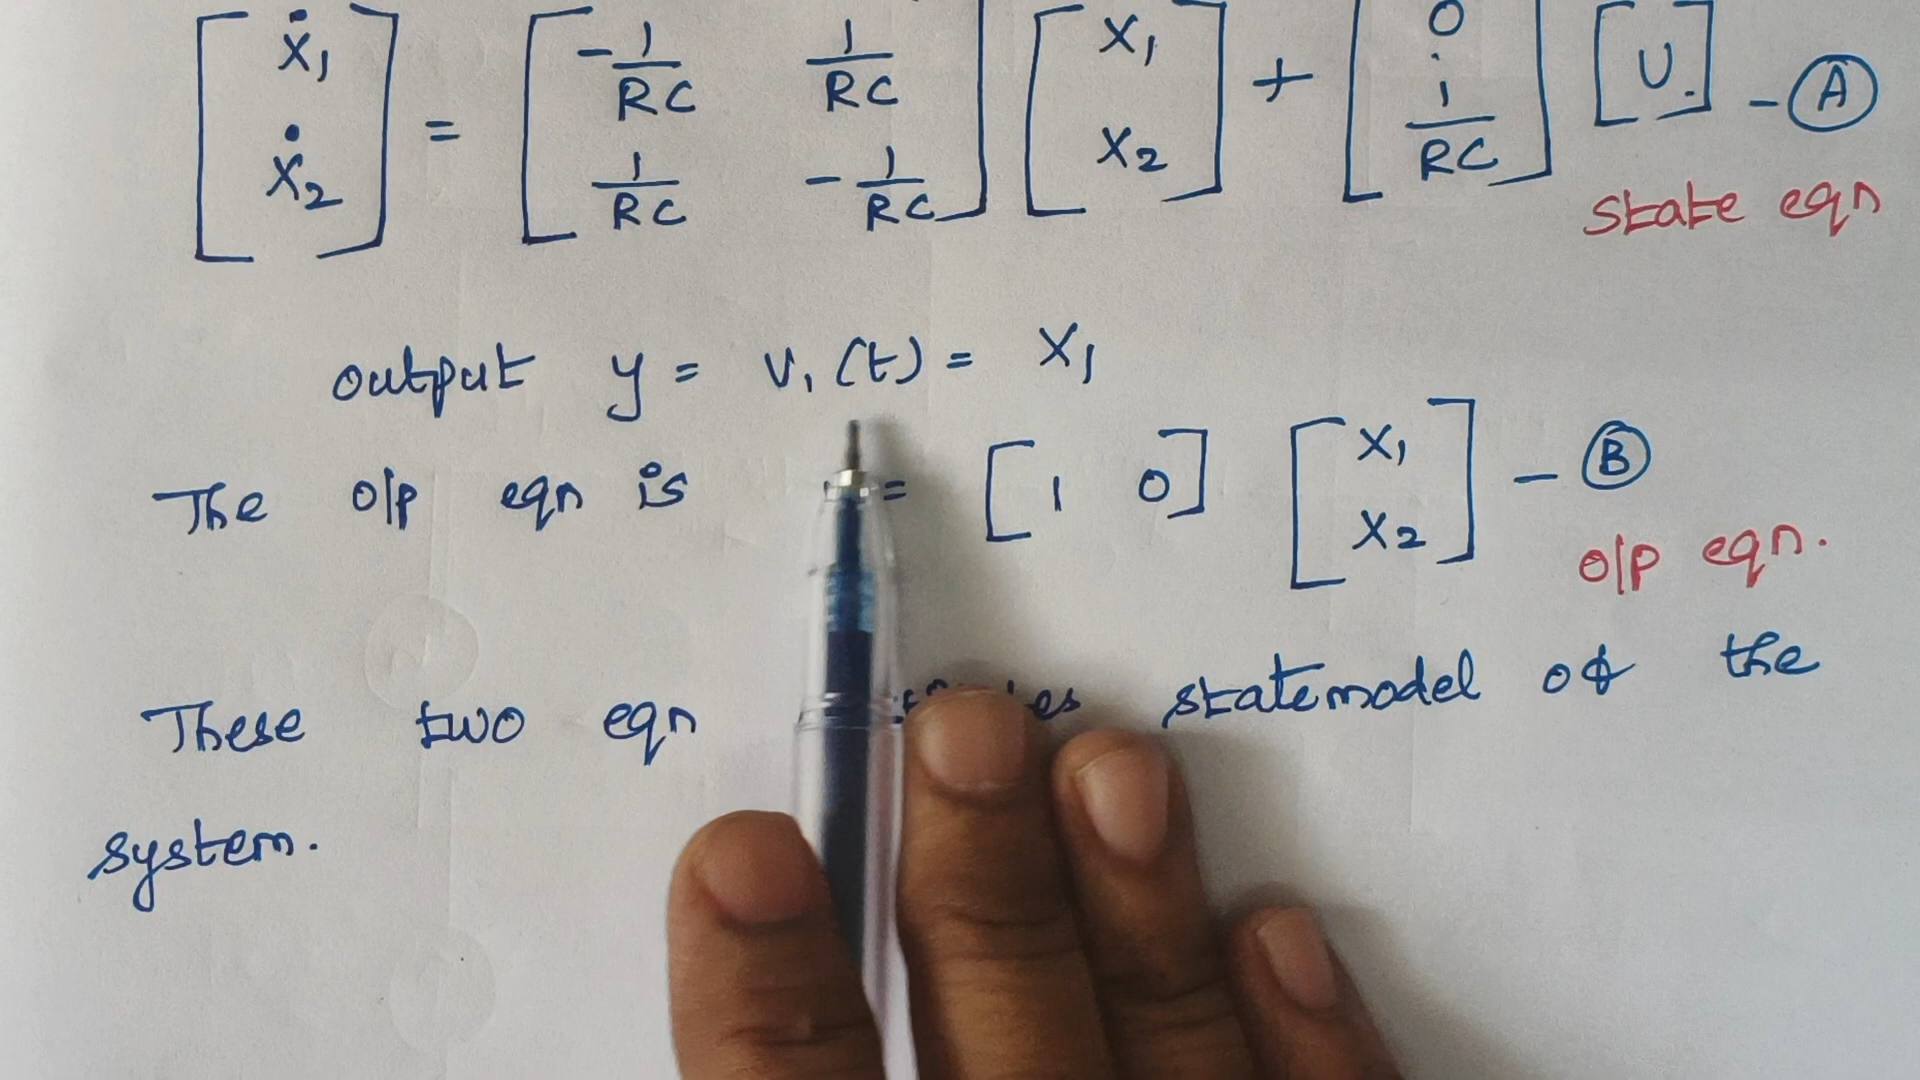 [ẋ₁ ẋ₂] = [-1/RC 1/RC 1/RC -1/RC] [x₁ x₂] + [0 1/RC] [U] - Ⓐ
state eqn
output y = v₁(t) = x₁
The o/p eqn is = [1 0] [x₁ x₂] - Ⓑ
o/p eqn.
These two eqn statemodel of the
system.